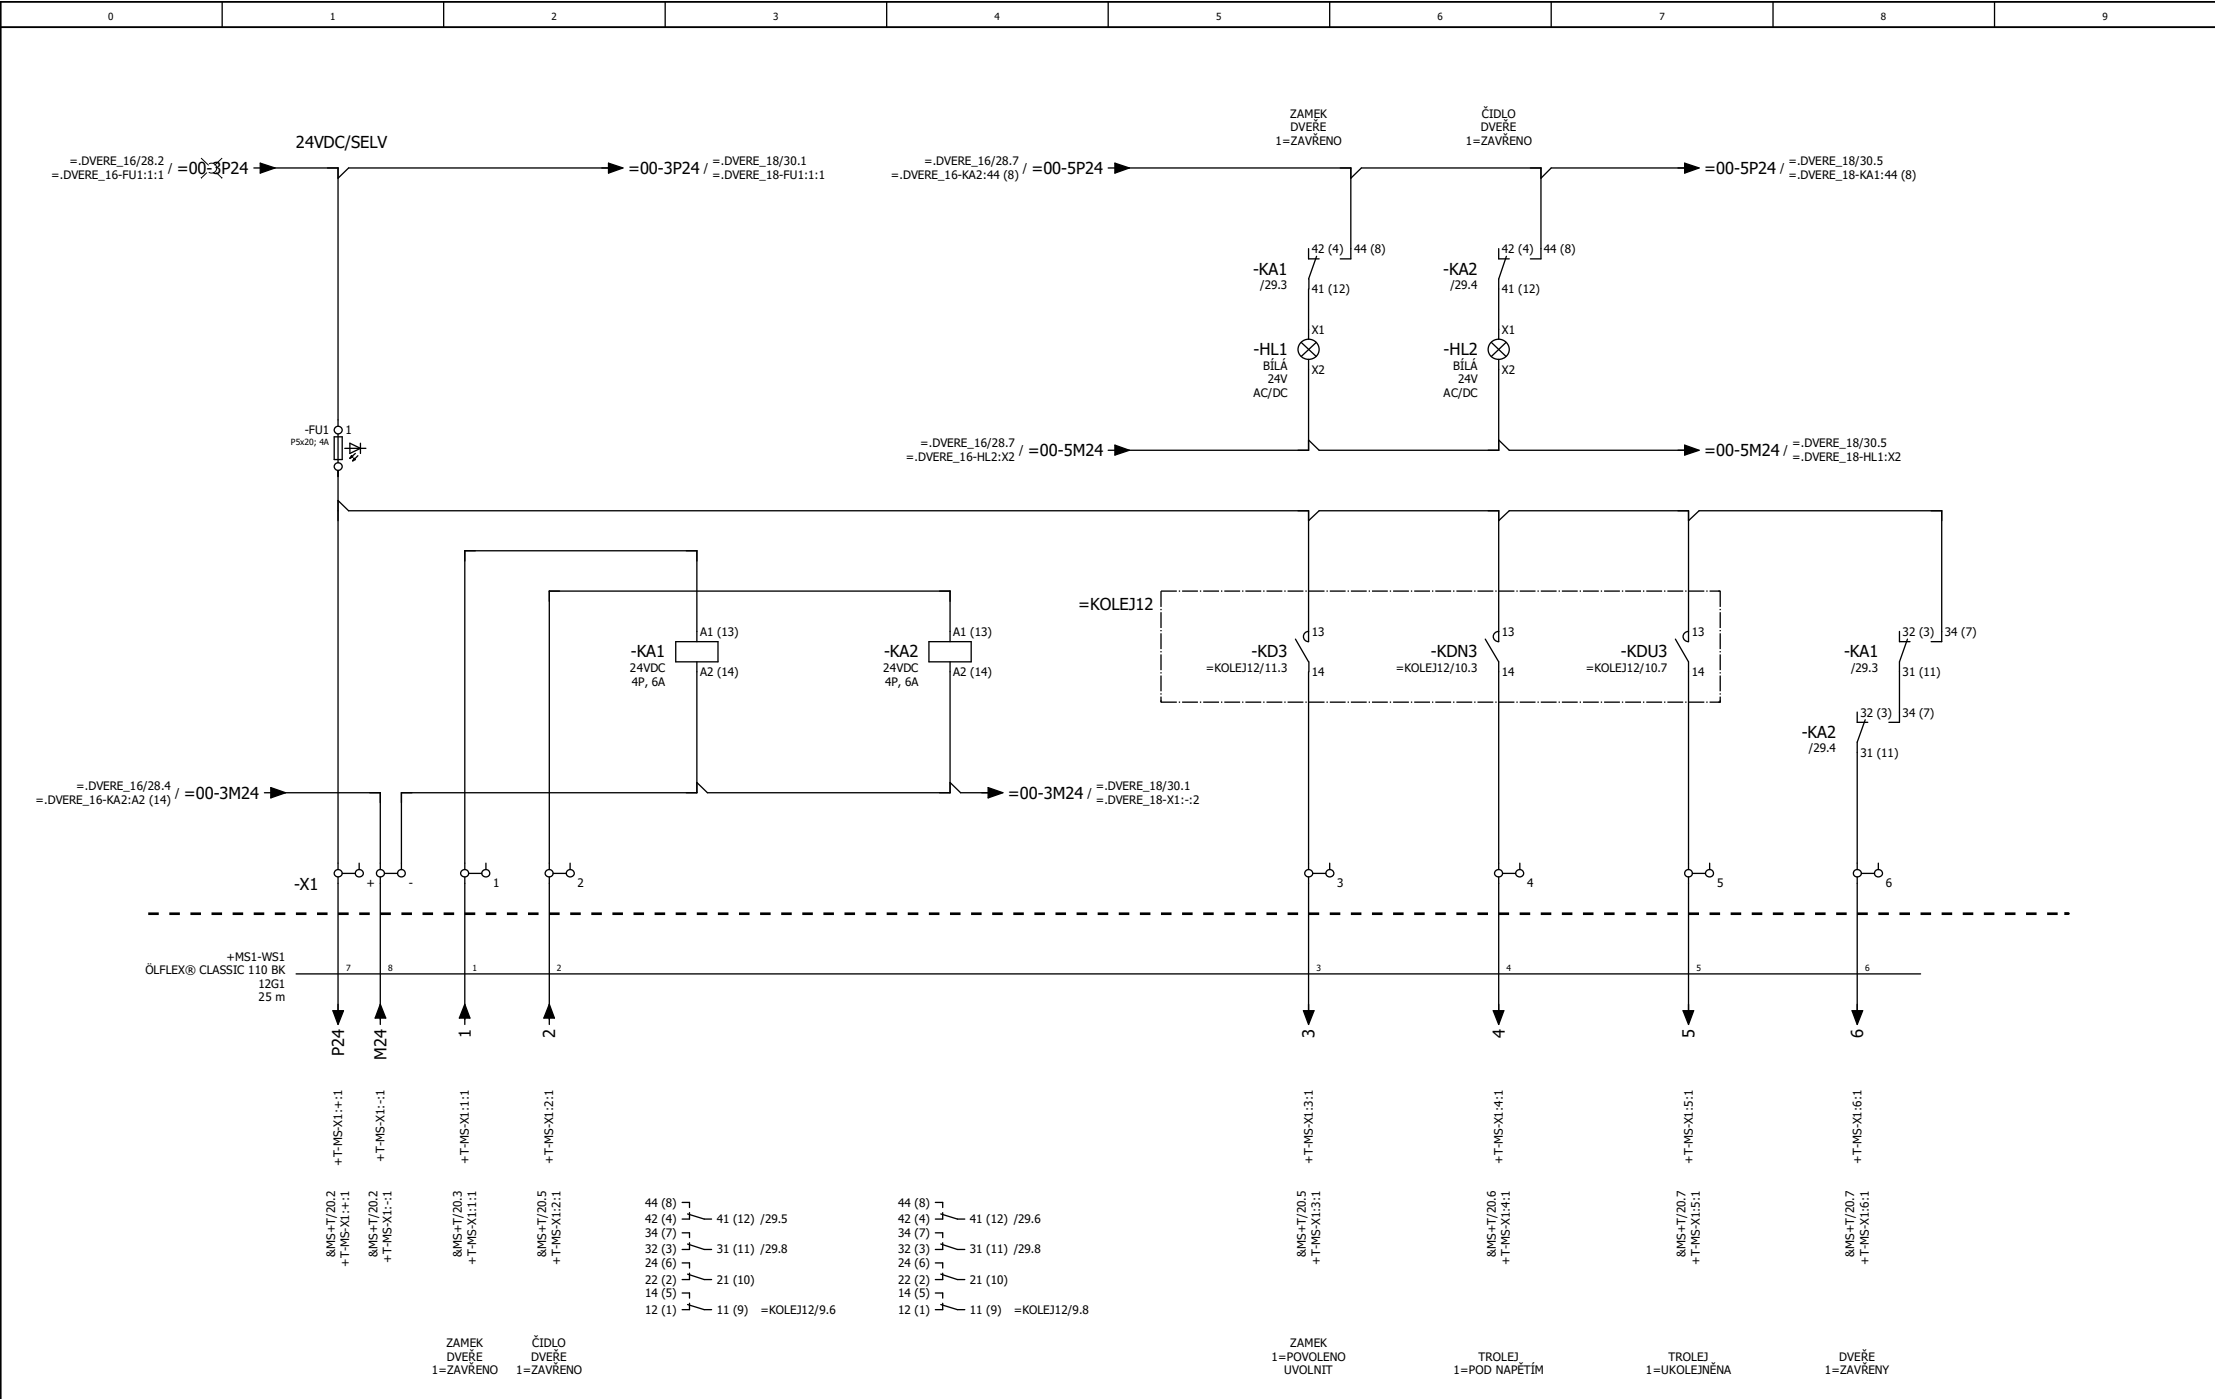 0 1 2 3 4 5 6 7 8 9
ZAMEK
DVEŘE
1=ZAVŘENO
ČIDLO
DVEŘE
1=ZAVŘENO
24VDC/SELV
=.DVERE_16/28.2
=.DVERE_16-FU1:1:1 / =00-3P24
=00-3P24 / =.DVERE_18/30.1
=.DVERE_18-FU1:1:1
=.DVERE_16/28.7
=.DVERE_16-KA2:44 (8) / =00-5P24
=00-5P24 / =.DVERE_18/30.5
=.DVERE_18-KA1:44 (8)
42 (4) 44 (8)
-KA1
/29.3
41 (12)
42 (4) 44 (8)
-KA2
/29.4
41 (12)
X1
-HL1
BÍLÁ
24V
AC/DC
X2
X1
-HL2
BÍLÁ
24V
AC/DC
X2
-FU1 1
P5x20; 4A
=.DVERE_16/28.7
=.DVERE_16-HL2:X2 / =00-5M24
=00-5M24 / =.DVERE_18/30.5
=.DVERE_18-HL1:X2
=KOLEJ12
A1 (13)
-KA1
24VDC
4P, 6A
A2 (14)
A1 (13)
-KA2
24VDC
4P, 6A
A2 (14)
13
-KD3
=KOLEJ12/11.3
14
13
-KDN3
=KOLEJ12/10.3
14
13
-KDU3
=KOLEJ12/10.7
14
32 (3) 34 (7)
-KA1
/29.3
31 (11)
32 (3) 34 (7)
-KA2
/29.4
31 (11)
=.DVERE_16/28.4
=.DVERE_16-KA2:A2 (14) / =00-3M24
=00-3M24 / =.DVERE_18/30.1
=.DVERE_18-X1:-:2
-X1 + - 1 2 3 4 5 6
+MS1-WS1
ÖLFLEX® CLASSIC 110 BK
12G1
25 m
7 8 1 2 3 4 5 6
P24 M24 1 2 3 4 5 6
+T-MS-X1:+:1
+T-MS-X1:-:1
+T-MS-X1:1:1
+T-MS-X1:2:1
+T-MS-X1:3:1
+T-MS-X1:4:1
+T-MS-X1:5:1
+T-MS-X1:6:1
&MS+T/20.2
+T-MS-X1:+:1
&MS+T/20.2
+T-MS-X1:-:1
&MS+T/20.3
+T-MS-X1:1:1
&MS+T/20.5
+T-MS-X1:2:1
44 (8)
42 (4) 41 (12) /29.5
34 (7)
32 (3) 31 (11) /29.8
24 (6)
22 (2) 21 (10)
14 (5)
12 (1) 11 (9) =KOLEJ12/9.6
44 (8)
42 (4) 41 (12) /29.6
34 (7)
32 (3) 31 (11) /29.8
24 (6)
22 (2) 21 (10)
14 (5)
12 (1) 11 (9) =KOLEJ12/9.8
&MS+T/20.5
+T-MS-X1:3:1
&MS+T/20.6
+T-MS-X1:4:1
&MS+T/20.7
+T-MS-X1:5:1
&MS+T/20.7
+T-MS-X1:6:1
ZAMEK
DVEŘE
1=ZAVŘENO
ČIDLO
DVEŘE
1=ZAVŘENO
ZAMEK
1=POVOLENO
UVOLNIT
TROLEJ
1=POD NAPĚTÍM
TROLEJ
1=UKOLEJNĚNA
DVEŘE
1=ZAVŘENY